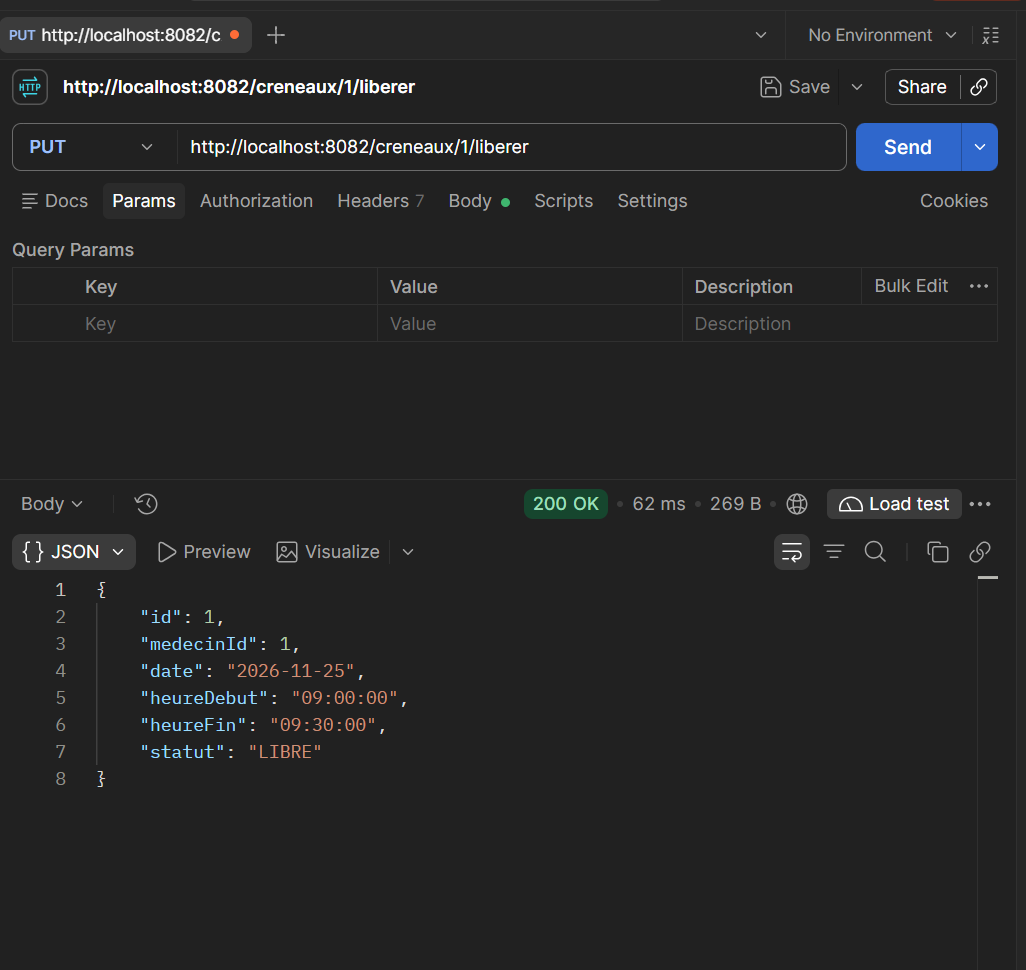 PUT http://localhost:8082/c No Environment
HTTP http://localhost:8082/creneaux/1/liberer Save Share
PUT http://localhost:8082/creneaux/1/liberer Send
Docs Params Authorization Headers 7 Body Scripts Settings Cookies
Query Params
Key Value Description Bulk Edit
Key Value Description
Body 200 OK 62 ms 269 B Load test
{} JSON Preview Visualize
1 {
2 "id": 1,
3 "medecinId": 1,
4 "date": "2026-11-25",
5 "heureDebut": "09:00:00",
6 "heureFin": "09:30:00",
7 "statut": "LIBRE"
8 }